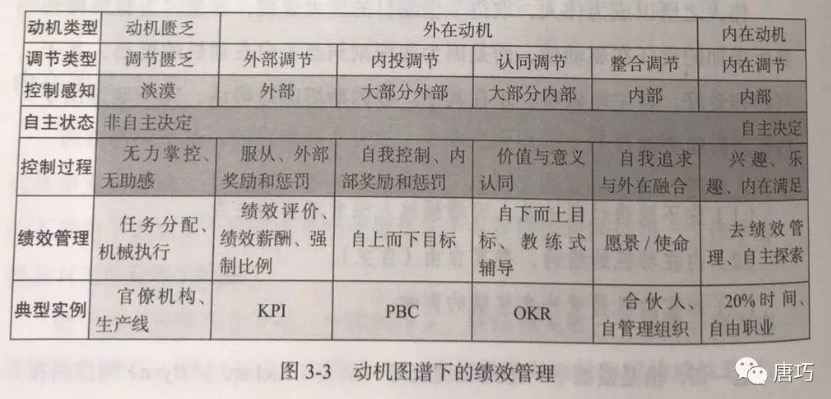 动机类型 动机匮乏 外在动机 内在动机
调节类型 调节匮乏 外部调节 内投调节 认同调节 整合调节 内在调节
控制感知 淡漠 外部 大部分外部 大部分内部 内部 内部
自主状态 非自主决定 自主决定
控制过程 无力掌控、无助感 服从、外部奖励和惩罚 自我控制、内部奖励和惩罚 价值与意义认同 自我追求与外在融合 兴趣、乐趣、内在满足
绩效管理 任务分配、机械执行 绩效评价、绩效薪酬、强制比例 自上而下目标 自下而上目标、教练式辅导 愿景/使命 去绩效管理、自主探索
典型实例 官僚机构、生产线 KPI PBC OKR 合伙人、自管理组织 20%时间、自由职业
图 3-3 动机图谱下的绩效管理
唐巧